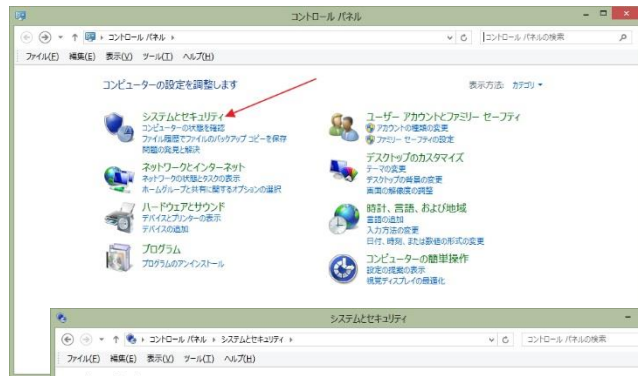 コントロール パネル
コントロール パネル
コントロール パネルの検索
ファイル(F) 編集(E) 表示(V) ツール(T) ヘルプ(H)
コンピューターの設定を調整します
表示方法: カテゴリ
システムとセキュリティ
コンピューターの状態を確認
ファイル履歴でファイルのバックアップ コピーを保存
問題の発見と解決
ネットワークとインターネット
ネットワークの状態とタスクの表示
ホームグループと共有に関するオプションの選択
ハードウェアとサウンド
デバイスとプリンターの表示
デバイスの追加
プログラム
プログラムのアンインストール
ユーザー アカウントとファミリー セーフティ
アカウントの種類の変更
ファミリー セーフティの設定
デスクトップのカスタマイズ
テーマの変更
デスクトップの背景の変更
画面の解像度の調整
時計、言語、および地域
言語の追加
入力方法の変更
日付、時刻、または数値の形式の変更
コンピューターの簡単操作
設定の提案の表示
視覚ディスプレイの最適化
システムとセキュリティ
コントロール パネル システムとセキュリティ
コントロール パネルの検索
ファイル(F) 編集(E) 表示(V) ツール(T) ヘルプ(H)